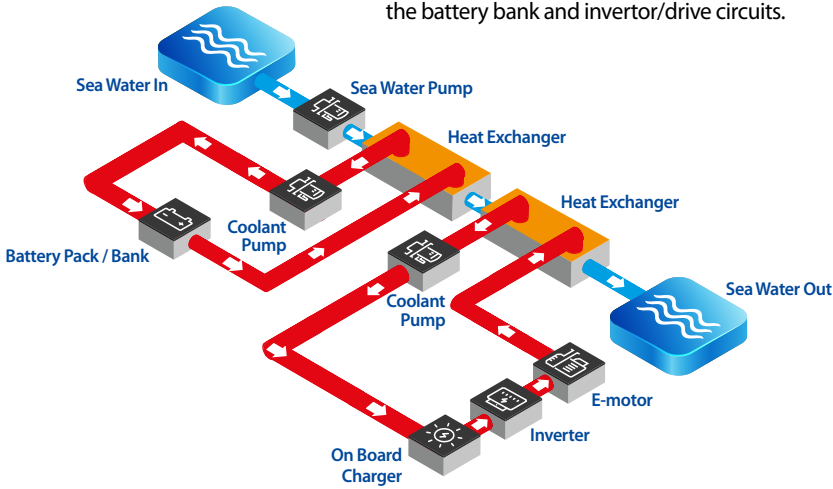 the battery bank and invertor/drive circuits.
Sea Water In
Sea Water Pump
Heat Exchanger
Heat Exchanger
Coolant
Pump
Battery Pack / Bank
Coolant
Pump
Sea Water Out
E-motor
Inverter
On Board
Charger